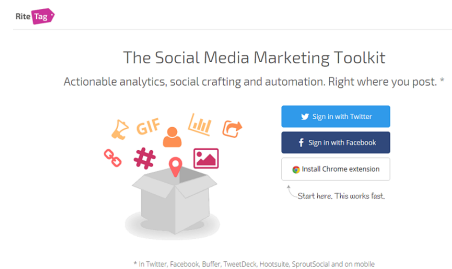 Rite Tag
The Social Media Marketing Toolkit
Actionable analytics, social crafting and automation. Right where you post. *
GIF
Sign in with Twitter
Sign in with Facebook
Install Chrome extension
Start here. This works fast.
* In Twitter, Facebook, Buffer, TweetDeck, Hootsuite, SproutSocial and on mobile